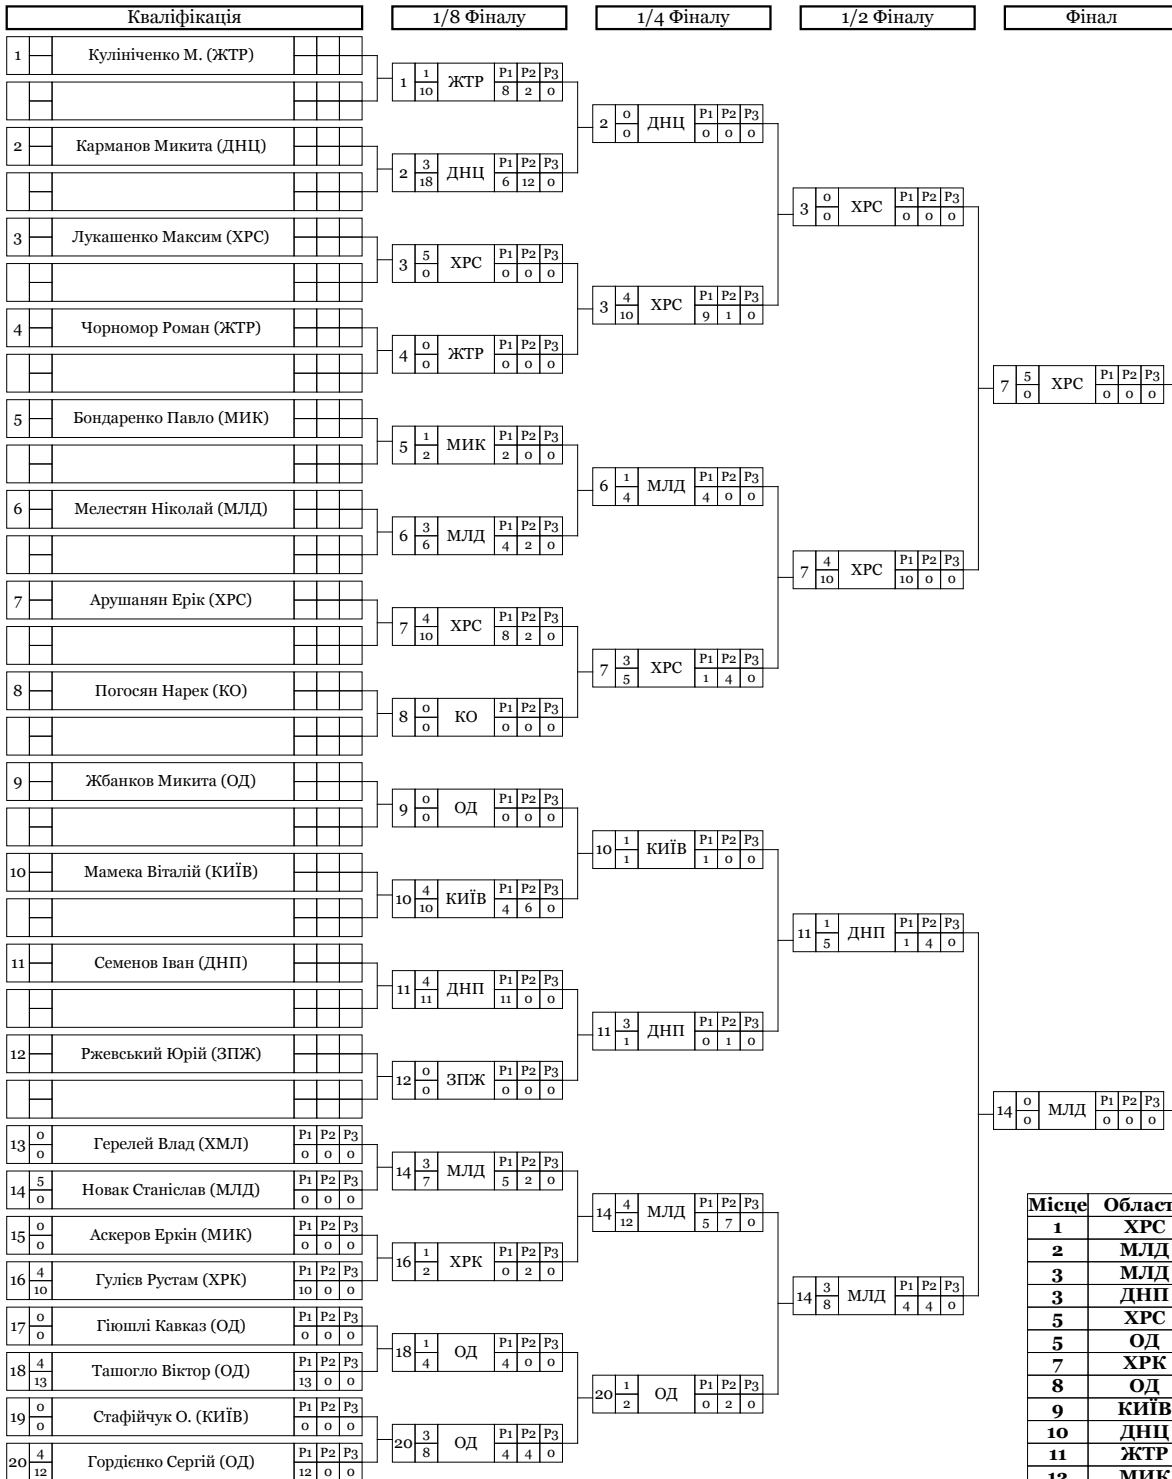 Кваліфікація
1/8 Фіналу
1/4 Фіналу
1/2 Фіналу
Фінал
1 Кулініченко М. (ЖТР)
2 Карманов Микита (ДНЦ)
3 Лукашенко Максим (ХРС)
4 Чорномор Роман (ЖТР)
5 Бондаренко Павло (МИК)
6 Мелестян Ніколай (МЛД)
7 Арушанян Ерік (ХРС)
8 Погосян Нарек (КО)
9 Жбанков Микита (ОД)
10 Мамека Віталій (КИЇВ)
11 Семенов Іван (ДНП)
12 Ржевський Юрій (ЗПЖ)
13 0 Герелей Влад (ХМЛ) P1 P2 P3
0 0 0 0
14 5 Новак Станіслав (МЛД) P1 P2 P3
0 0 0 0
15 0 Аскеров Еркін (МИК) P1 P2 P3
0 0 0 0
16 4 Гулієв Рустам (ХРК) P1 P2 P3
10 10 0 0
17 0 Гіюшлі Кавказ (ОД) P1 P2 P3
0 0 0 0
18 4 Ташогло Віктор (ОД) P1 P2 P3
13 13 0 0
19 0 Стафійчук О. (КИЇВ) P1 P2 P3
0 0 0 0
20 4 Гордієнко Сергій (ОД) P1 P2 P3
12 12 0 0
1 1 ЖТР P1 P2 P3
10 8 2 0
2 3 ДНЦ P1 P2 P3
18 6 12 0
3 5 ХРС P1 P2 P3
0 0 0 0
4 0 ЖТР P1 P2 P3
0 0 0 0
5 1 МИК P1 P2 P3
2 2 0 0
6 3 МЛД P1 P2 P3
6 4 2 0
7 4 ХРС P1 P2 P3
10 8 2 0
8 0 КО P1 P2 P3
0 0 0 0
9 0 ОД P1 P2 P3
0 0 0 0
10 4 КИЇВ P1 P2 P3
10 4 6 0
11 4 ДНП P1 P2 P3
11 11 0 0
12 0 ЗПЖ P1 P2 P3
0 0 0 0
14 3 МЛД P1 P2 P3
7 5 2 0
16 1 ХРК P1 P2 P3
2 0 2 0
18 1 ОД P1 P2 P3
4 4 0 0
20 3 ОД P1 P2 P3
8 4 4 0
2 0 ДНЦ P1 P2 P3
0 0 0 0
3 4 ХРС P1 P2 P3
10 9 1 0
6 1 МЛД P1 P2 P3
4 4 0 0
7 3 ХРС P1 P2 P3
5 1 4 0
10 1 КИЇВ P1 P2 P3
1 1 0 0
11 3 ДНП P1 P2 P3
1 0 1 0
14 4 МЛД P1 P2 P3
12 5 7 0
20 1 ОД P1 P2 P3
2 0 2 0
3 0 ХРС P1 P2 P3
0 0 0 0
7 4 ХРС P1 P2 P3
10 10 0 0
11 1 ДНП P1 P2 P3
5 1 4 0
14 3 МЛД P1 P2 P3
8 4 4 0
7 5 ХРС P1 P2 P3
0 0 0 0
14 0 МЛД P1 P2 P3
0 0 0 0
Місце Област
1 ХРС
2 МЛД
3 МЛД
3 ДНП
5 ХРС
5 ОД
7 ХРК
8 ОД
9 КИЇВ
10 ДНЦ
11 ЖТР
12 МИК